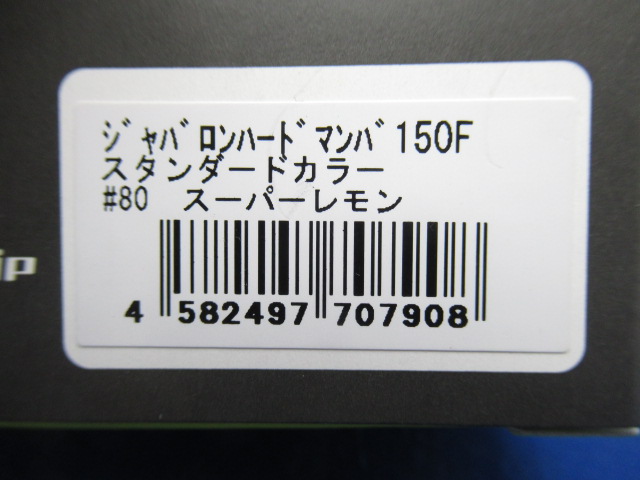 ジャバロンハードマンバ150F
スタンダードカラー
#80 スーパーレモン
ip
4 582497 707908